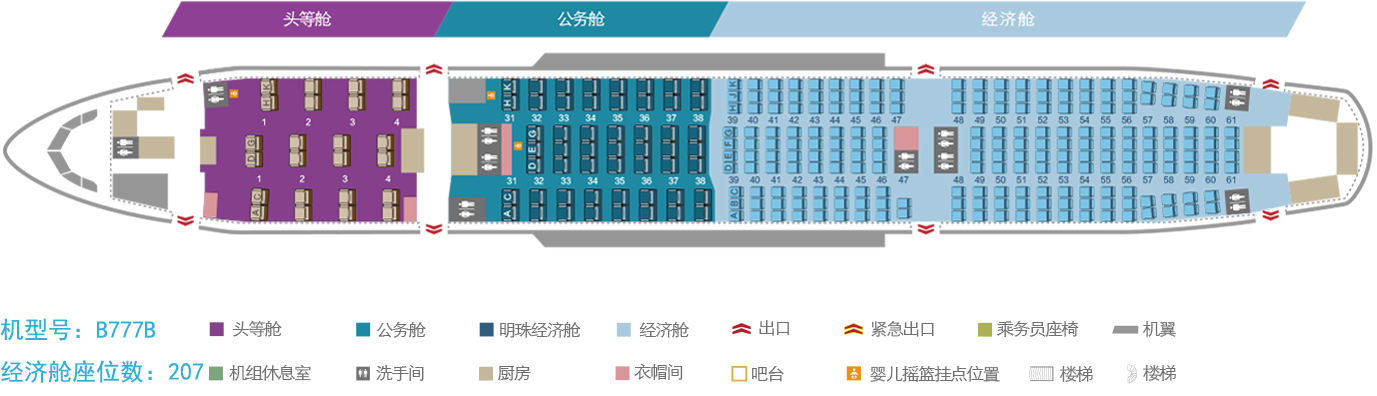 头等舱 公务舱 经济舱
H K H K H J K
1 2 3 4 31 32 33 34 35 36 37 38 39 40 41 42 43 44 45 46 47 48 49 50 51 52 53 54 55 56 57 58 59 60 61
D G D E G D E F G
1 2 3 4 31 32 33 34 35 36 37 38 39 40 41 42 43 44 45 46 47 48 49 50 51 52 53 54 55 56 57 58 59 60 61
A C A C A B C
机型号：B777B 头等舱 公务舱 明珠经济舱 经济舱 出口 紧急出口 乘务员座椅 机翼
经济舱座位数：207 机组休息室 洗手间 厨房 衣帽间 吧台 婴儿摇篮挂点位置 楼梯 楼梯